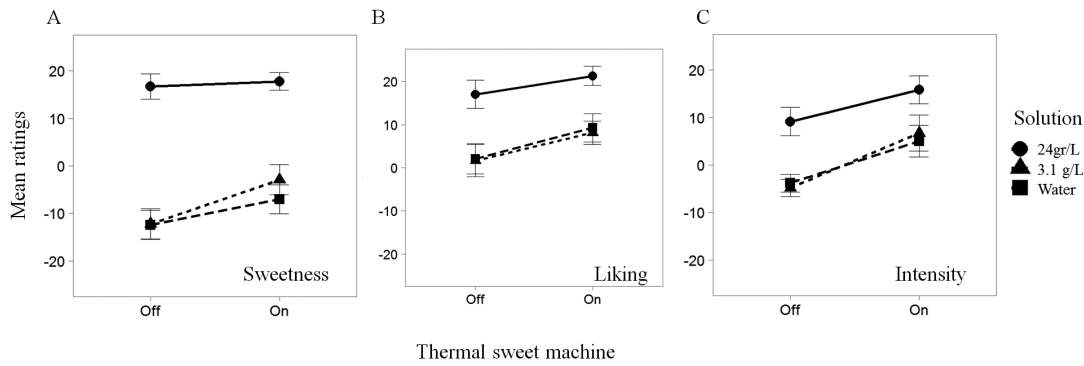 A
B
C
Mean ratings
20
10
0
-10
-20
Off
On
Sweetness
20
10
0
-10
-20
Off
On
Liking
20
10
0
-10
-20
Off
On
Intensity
Solution
24gr/L
3.1 g/L
Water
Thermal sweet machine